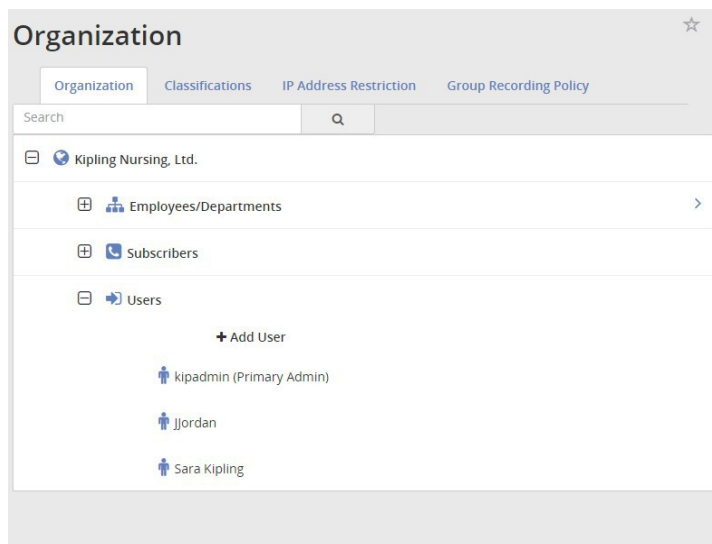 Organization
Organization Classifications IP Address Restriction Group Recording Policy
Search
Kipling Nursing, Ltd.
Employees/Departments
Subscribers
Users
+ Add User
kipadmin (Primary Admin)
JJordan
Sara Kipling